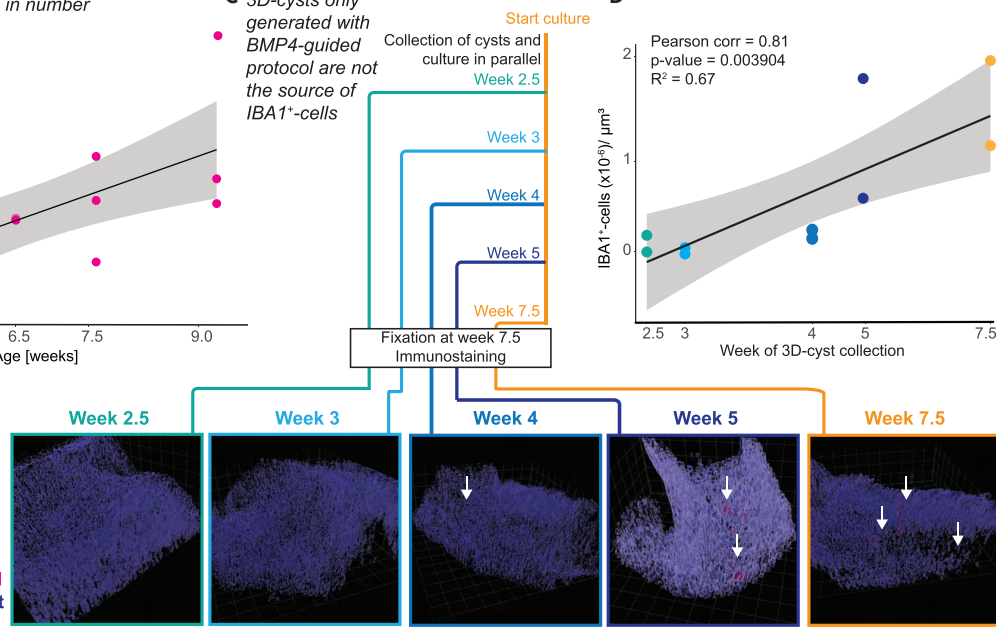 in number
6.5
7.5
9.0
Age [weeks]
3D-cysts only
generated with
BMP4-guided
protocol are not
the source of
IBA1⁺-cells
Start culture
Collection of cysts and
culture in parallel
Week 2.5
Week 3
Week 4
Week 5
Week 7.5
Fixation at week 7.5
Immunostaining
Pearson corr = 0.81
p-value = 0.003904
R² = 0.67
IBA1⁺-cells (x10⁻⁶)/ μm³
2
1
0
2.5
3
4
5
7.5
Week of 3D-cyst collection
Week 2.5
Week 3
Week 4
Week 5
Week 7.5